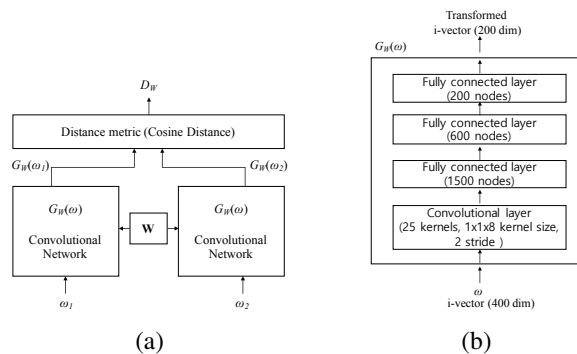 D_W
Distance metric (Cosine Distance)
G_W(ω_1)
G_W(ω_2)
G_W(ω)
Convolutional
Network
W
G_W(ω)
Convolutional
Network
ω_1
ω_2
(a)
Transformed
i-vector (200 dim)
G_W(ω)
Fully connected layer
(200 nodes)
Fully connected layer
(600 nodes)
Fully connected layer
(1500 nodes)
Convolutional layer
(25 kernels, 1x1x8 kernel size,
2 stride )
ω
i-vector (400 dim)
(b)